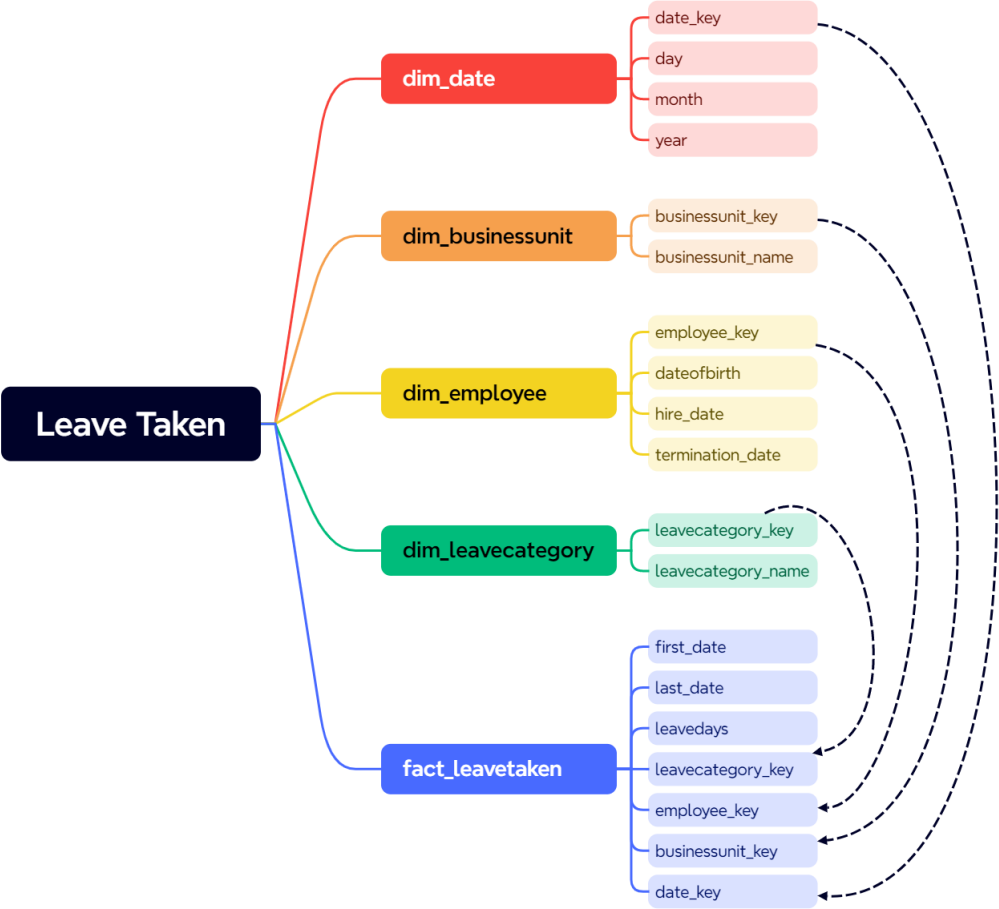 Leave Taken
dim_date
date_key
day
month
year
dim_businessunit
businessunit_key
businessunit_name
dim_employee
employee_key
dateofbirth
hire_date
termination_date
dim_leavecategory
leavecategory_key
leavecategory_name
fact_leavetaken
first_date
last_date
leavedays
leavecategory_key
employee_key
businessunit_key
date_key